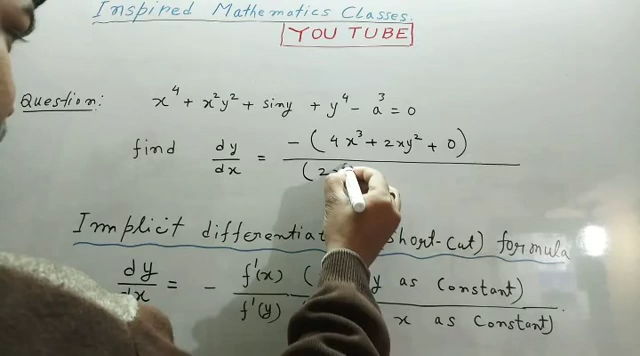 Inspired Mathematics Classes.
YOU TUBE
Question: x⁴ + x²y² + siny + y⁴ - a³ = 0
find dy/dx = -(4x³ + 2xy² + 0)
(2
Implicit (short-cut) formula
dy/dx = - f'(x) ( y as constant)
f'(y) x as constant)